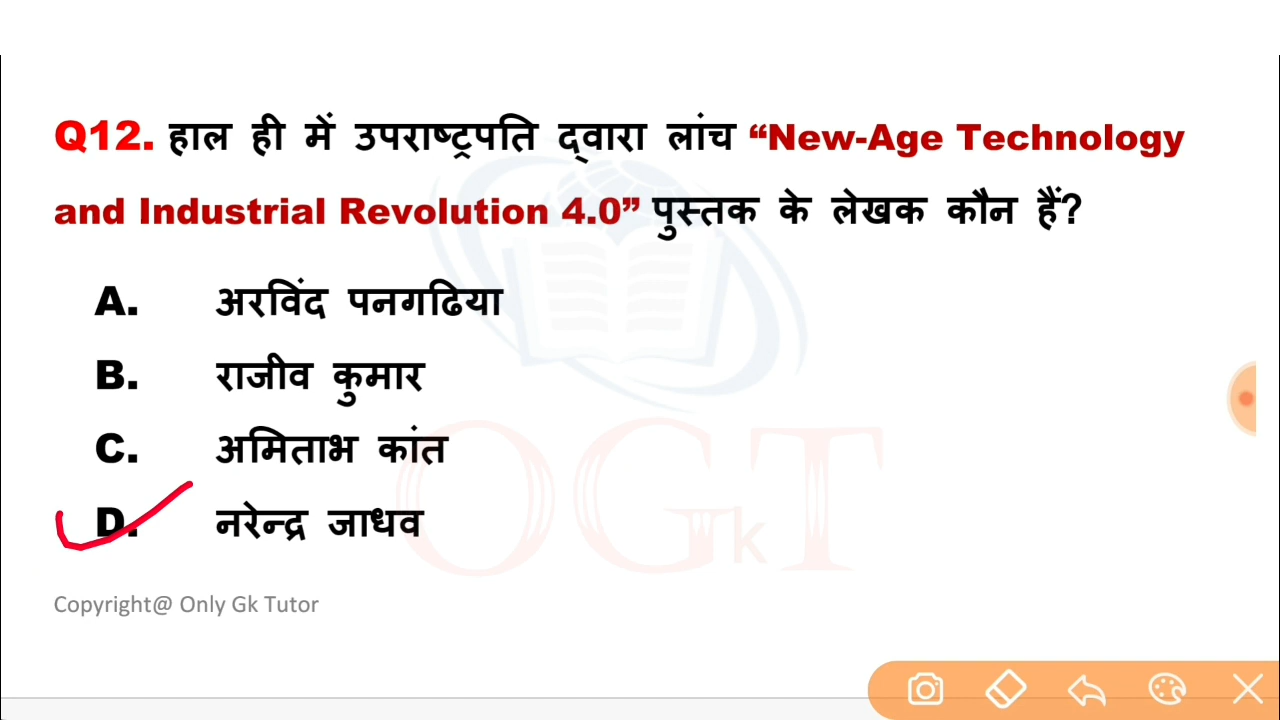 Q12. हाल ही में उपराष्ट्रपति द्वारा लांच “New-Age Technology
and Industrial Revolution 4.0” पुस्तक के लेखक कौन हैं?
A. अरविंद पनगढिया
B. राजीव कुमार
C. अमिताभ कांत
D. नरेन्द्र जाधव
OGT
k
Copyright@ Only Gk Tutor